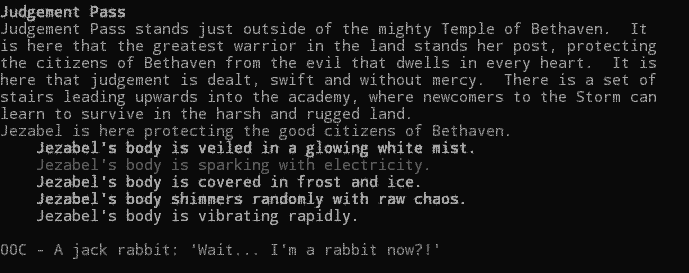 Judgement Pass
Judgement Pass stands just outside of the mighty Temple of Bethaven.  It
is here that the greatest warrior in the land stands her post, protecting
the citizens of Bethaven from the evil that dwells in every heart.  It is
here that judgement is dealt, swift and without mercy.  There is a set of
stairs leading upwards into the academy, where newcomers to the Storm can
learn to survive in the harsh and rugged land.
Jezabel is here protecting the good citizens of Bethaven.
Jezabel's body is veiled in a glowing white mist.
Jezabel's body is sparking with electricity.
Jezabel's body is covered in frost and ice.
Jezabel's body shimmers randomly with raw chaos.
Jezabel's body is vibrating rapidly.
OOC - A jack rabbit: 'Wait... I'm a rabbit now?!'